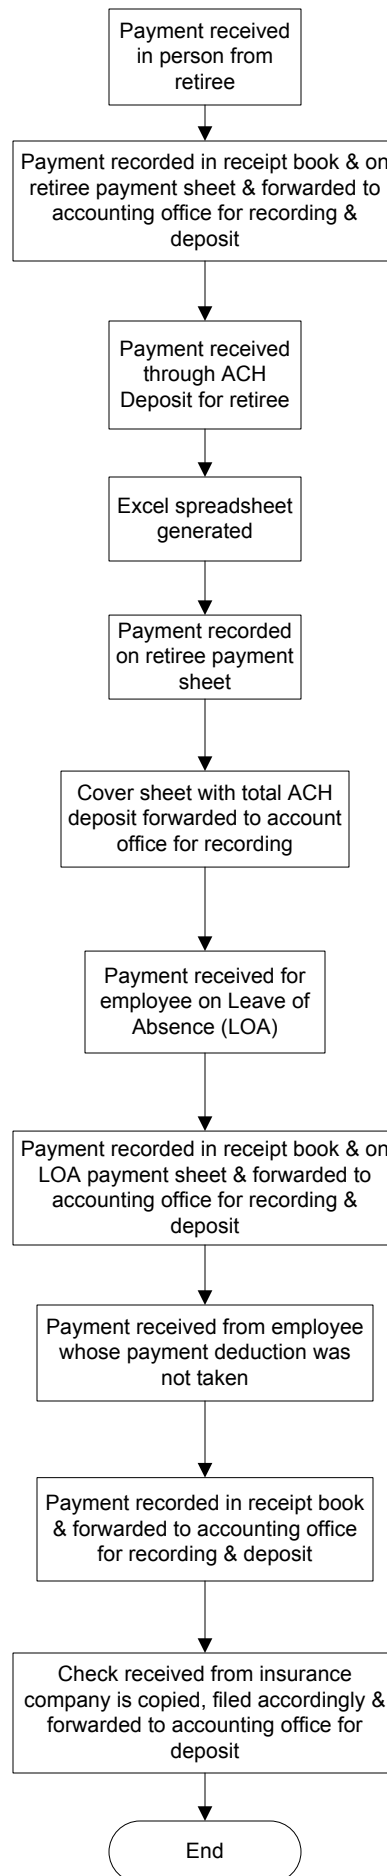 Payment received
in person from
retiree
Payment recorded in receipt book & on
retiree payment sheet & forwarded to
accounting office for recording &
deposit
Payment received
through ACH
Deposit for retiree
Excel spreadsheet
generated
Payment recorded
on retiree payment
sheet
Cover sheet with total ACH
deposit forwarded to account
office for recording
Payment received for
employee on Leave of
Absence (LOA)
Payment recorded in receipt book & on
LOA payment sheet & forwarded to
accounting office for recording &
deposit
Payment received from employee
whose payment deduction was
not taken
Payment recorded in receipt book
& forwarded to accounting office
for recording & deposit
Check received from insurance
company is copied, filed accordingly &
forwarded to accounting office for
deposit
End